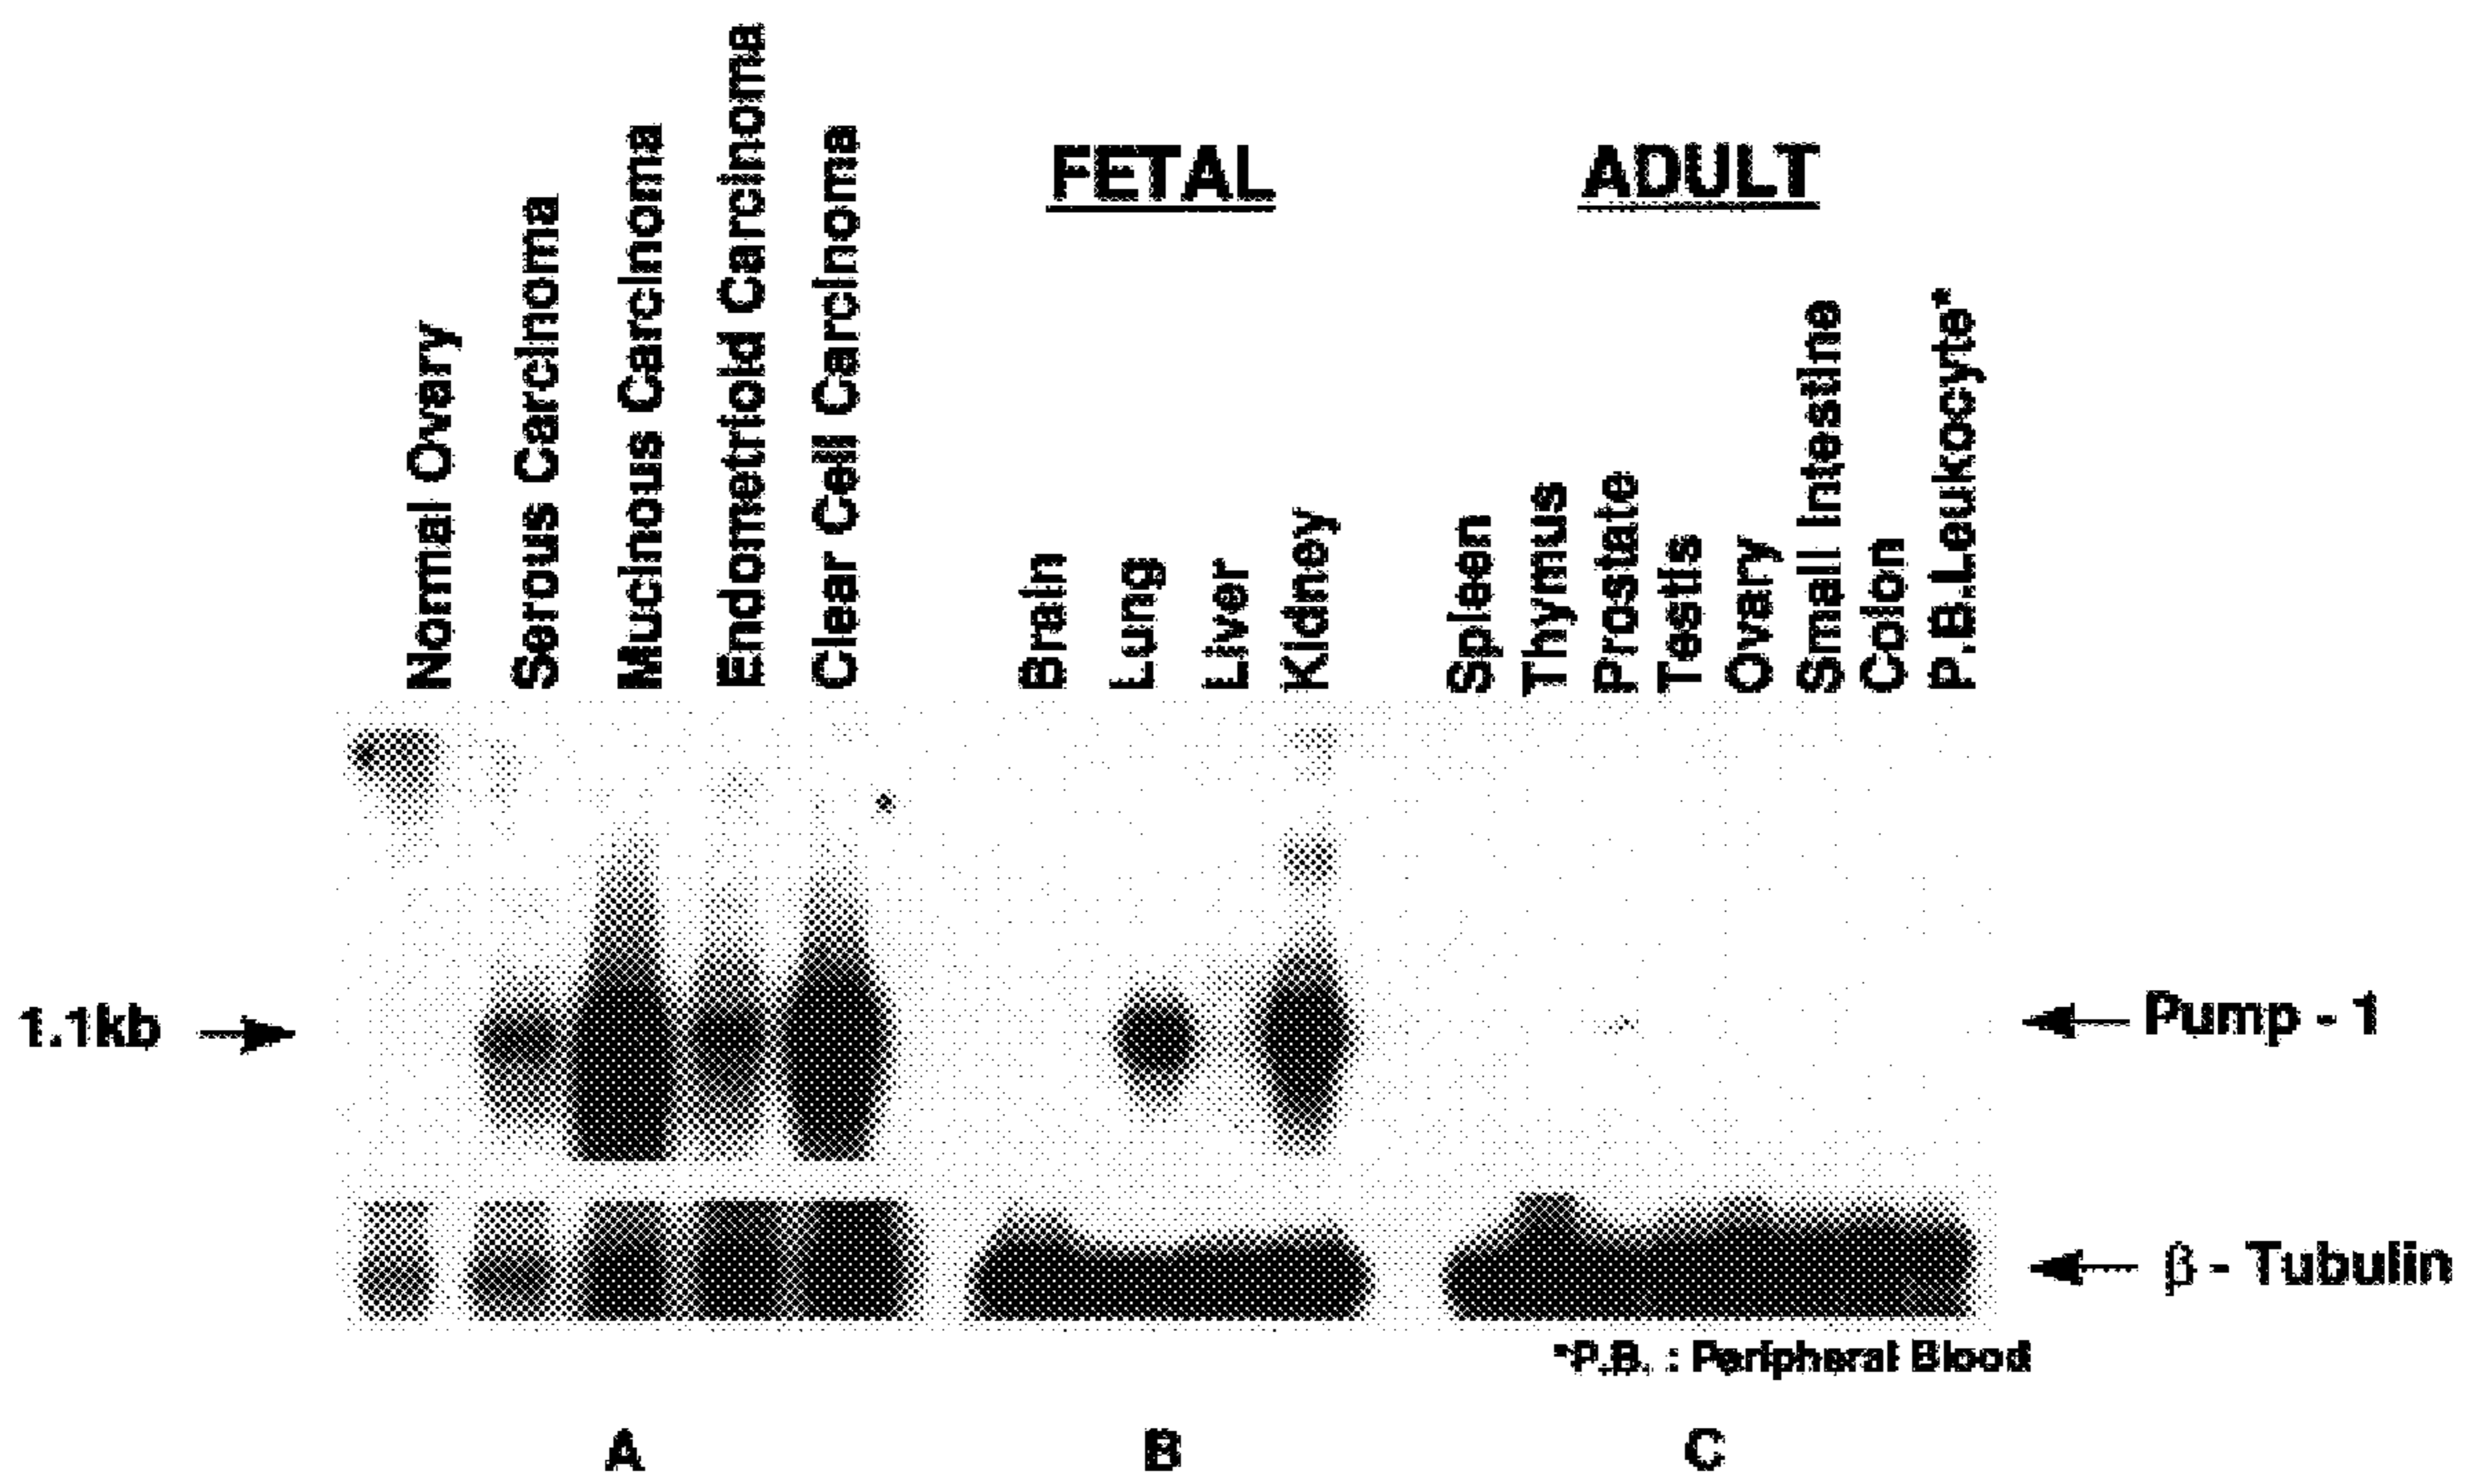 FETAL
ADULT
Normal Ovary
Serous Carcinoma
Mucinous Carcinoma
Endometrioid Carcinoma
Clear Cell Carcinoma
Brain
Lung
Liver
Kidney
Spleen
Thymus
Prostate
Testis
Ovary
Small Intestine
Colon
P.B.Leukocyte*
1.1kb
Pump - 1
β - Tubulin
*P.B. : Peripheral Blood
A
B
C